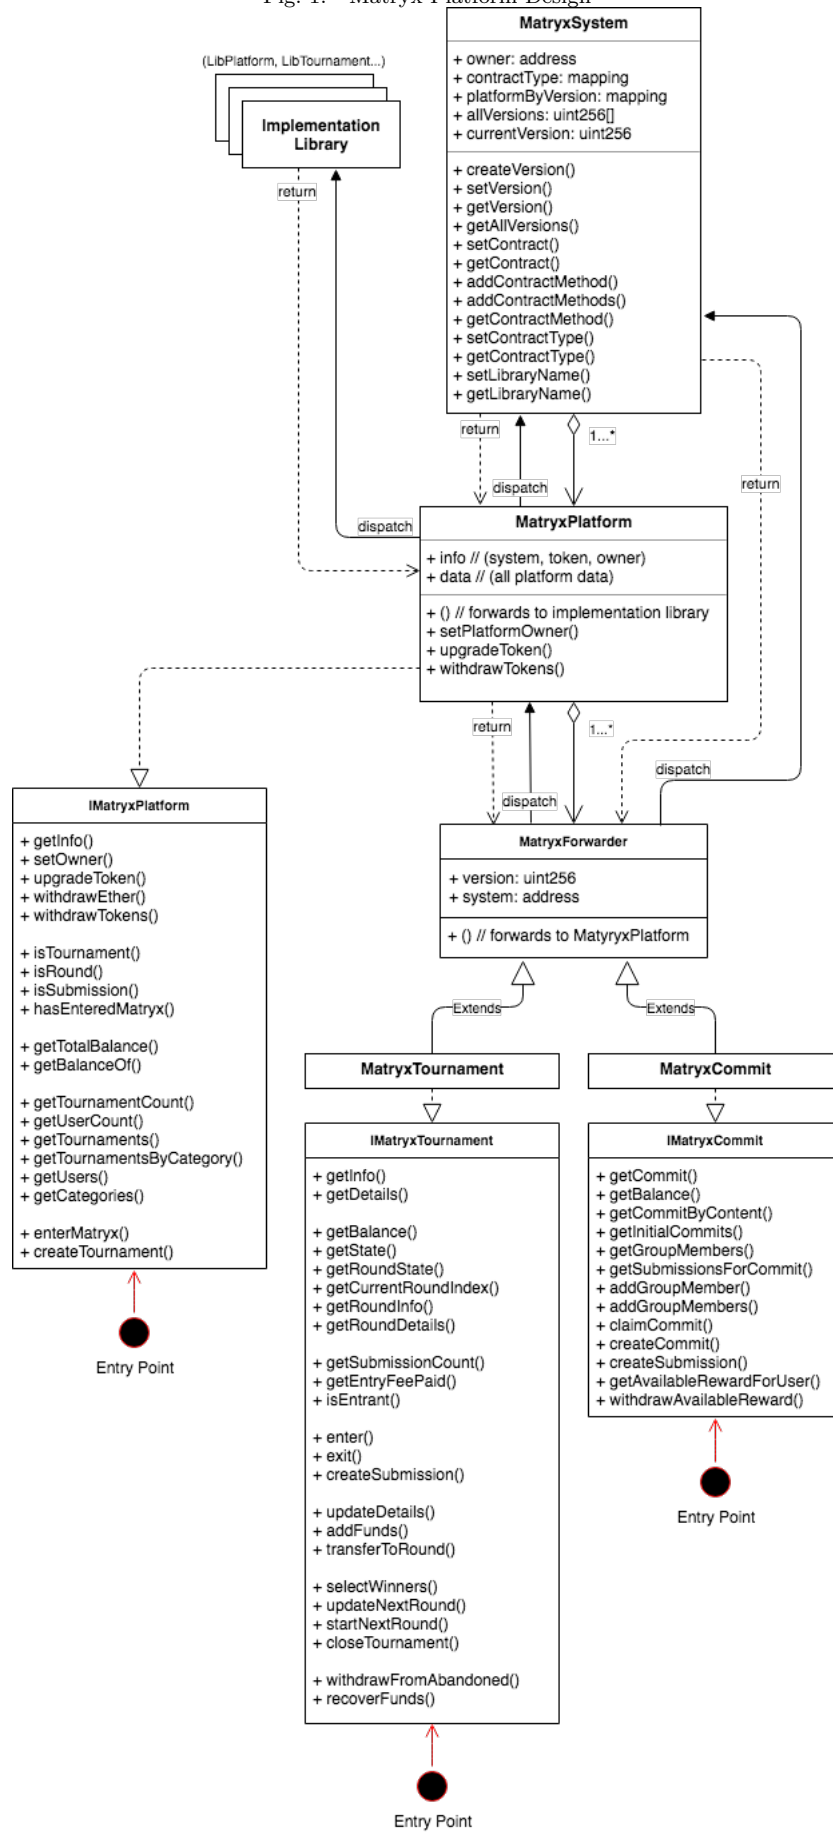 Fig. 1. Matryx Platform Design
MatryxSystem
+ owner: address
+ contractType: mapping
+ platformByVersion: mapping
+ allVersions: uint256[]
+ currentVersion: uint256
+ createVersion()
+ setVersion()
+ getVersion()
+ getAllVersions()
+ setContract()
+ getContract()
+ addContractMethod()
+ addContractMethods()
+ getContractMethod()
+ setContractType()
+ getContractType()
+ setLibraryName()
+ getLibraryName()
(LibPlatform, LibTournament...)
Implementation
Library
return
return
1...*
return
dispatch
dispatch
MatryxPlatform
+ info // (system, token, owner)
+ data // (all platform data)
+ () // forwards to implementation library
+ setPlatformOwner()
+ upgradeToken()
+ withdrawTokens()
return
1...*
dispatch
dispatch
IMatryxPlatform
+ getInfo()
+ setOwner()
+ upgradeToken()
+ withdrawEther()
+ withdrawTokens()
+ isTournament()
+ isRound()
+ isSubmission()
+ hasEnteredMatryx()
+ getTotalBalance()
+ getBalanceOf()
+ getTournamentCount()
+ getUserCount()
+ getTournaments()
+ getTournamentsByCategory()
+ getUsers()
+ getCategories()
+ enterMatryx()
+ createTournament()
Entry Point
MatryxForwarder
+ version: uint256
+ system: address
+ () // forwards to MatyryxPlatform
Extends
Extends
MatryxTournament
MatryxCommit
IMatryxTournament
+ getInfo()
+ getDetails()
+ getBalance()
+ getState()
+ getRoundState()
+ getCurrentRoundIndex()
+ getRoundInfo()
+ getRoundDetails()
+ getSubmissionCount()
+ getEntryFeePaid()
+ isEntrant()
+ enter()
+ exit()
+ createSubmission()
+ updateDetails()
+ addFunds()
+ transferToRound()
+ selectWinners()
+ updateNextRound()
+ startNextRound()
+ closeTournament()
+ withdrawFromAbandoned()
+ recoverFunds()
Entry Point
IMatryxCommit
+ getCommit()
+ getBalance()
+ getCommitByContent()
+ getInitialCommits()
+ getGroupMembers()
+ getSubmissionsForCommit()
+ addGroupMember()
+ addGroupMembers()
+ claimCommit()
+ createCommit()
+ createSubmission()
+ getAvailableRewardForUser()
+ withdrawAvailableReward()
Entry Point